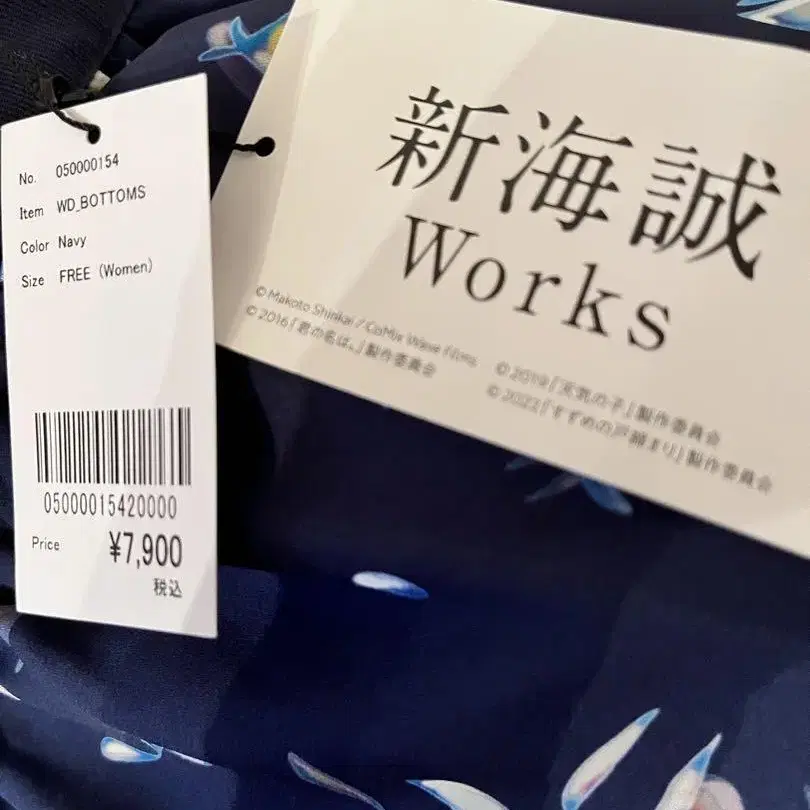 No. 050000154
Item WD_BOTTOMS
Color Navy
Size FREE (Women)
05000015420000
Price ¥7,900
税込
新海誠
Works
© Makoto Shinkai / CoMix Wave Films
© 2016「君の名は。」製作委員会
© 2019「天気の子」製作委員会
© 2022「すずめの戸締まり」製作委員会